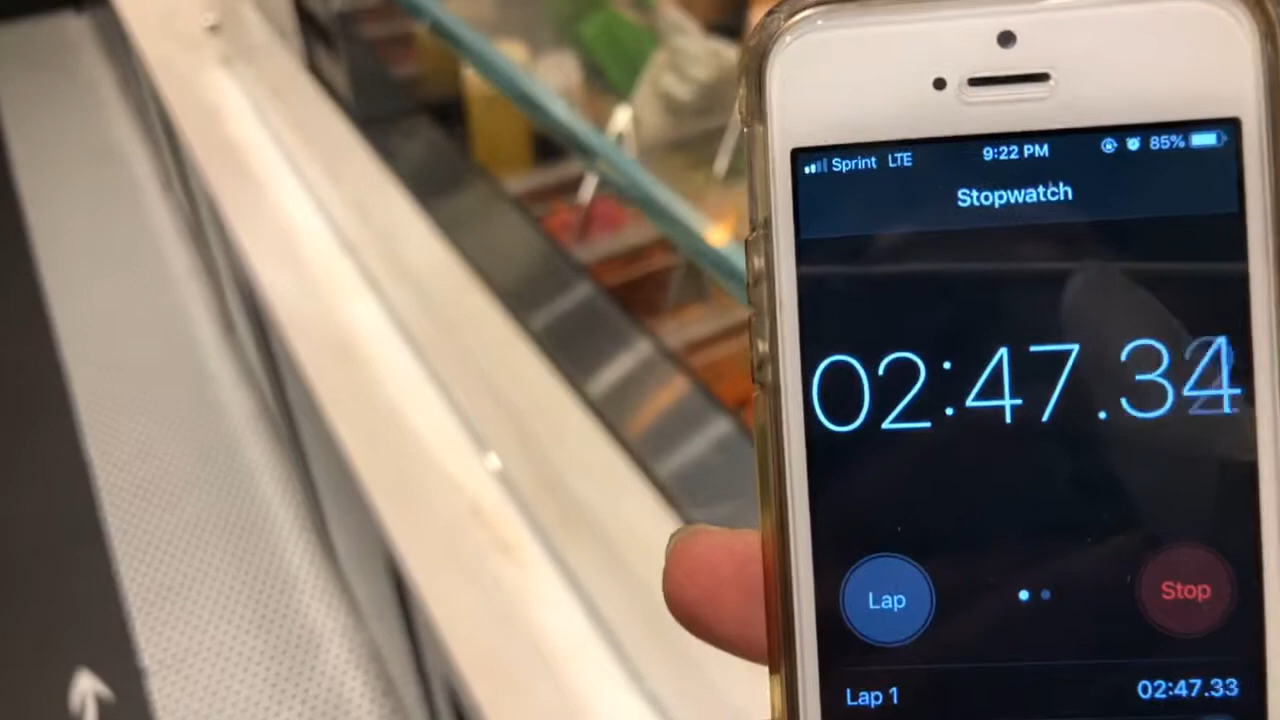 Sprint LTE 9:22 PM 85%
Stopwatch
02:47.34
Lap Stop
Lap 1 02:47.33